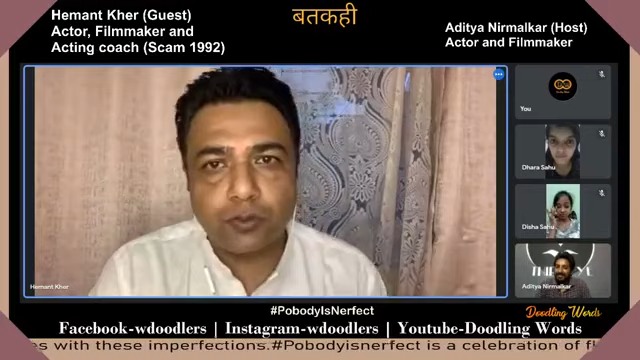 Hemant Kher (Guest)
Actor, Filmmaker and
Acting coach (Scam 1992)
बतकही
Aditya Nirmalkar (Host)
Actor and Filmmaker
You
Dhara Sahu
Disha Sahu
Hemant Kher
Aditya Nirmalkar
#PobodyIsNerfect
Doodling Words
Facebook-wdoodlers | Instagram-wdoodlers | Youtube-Doodling Words
es with these imperfections.#Pobodyisnerfect is a celebration of fl